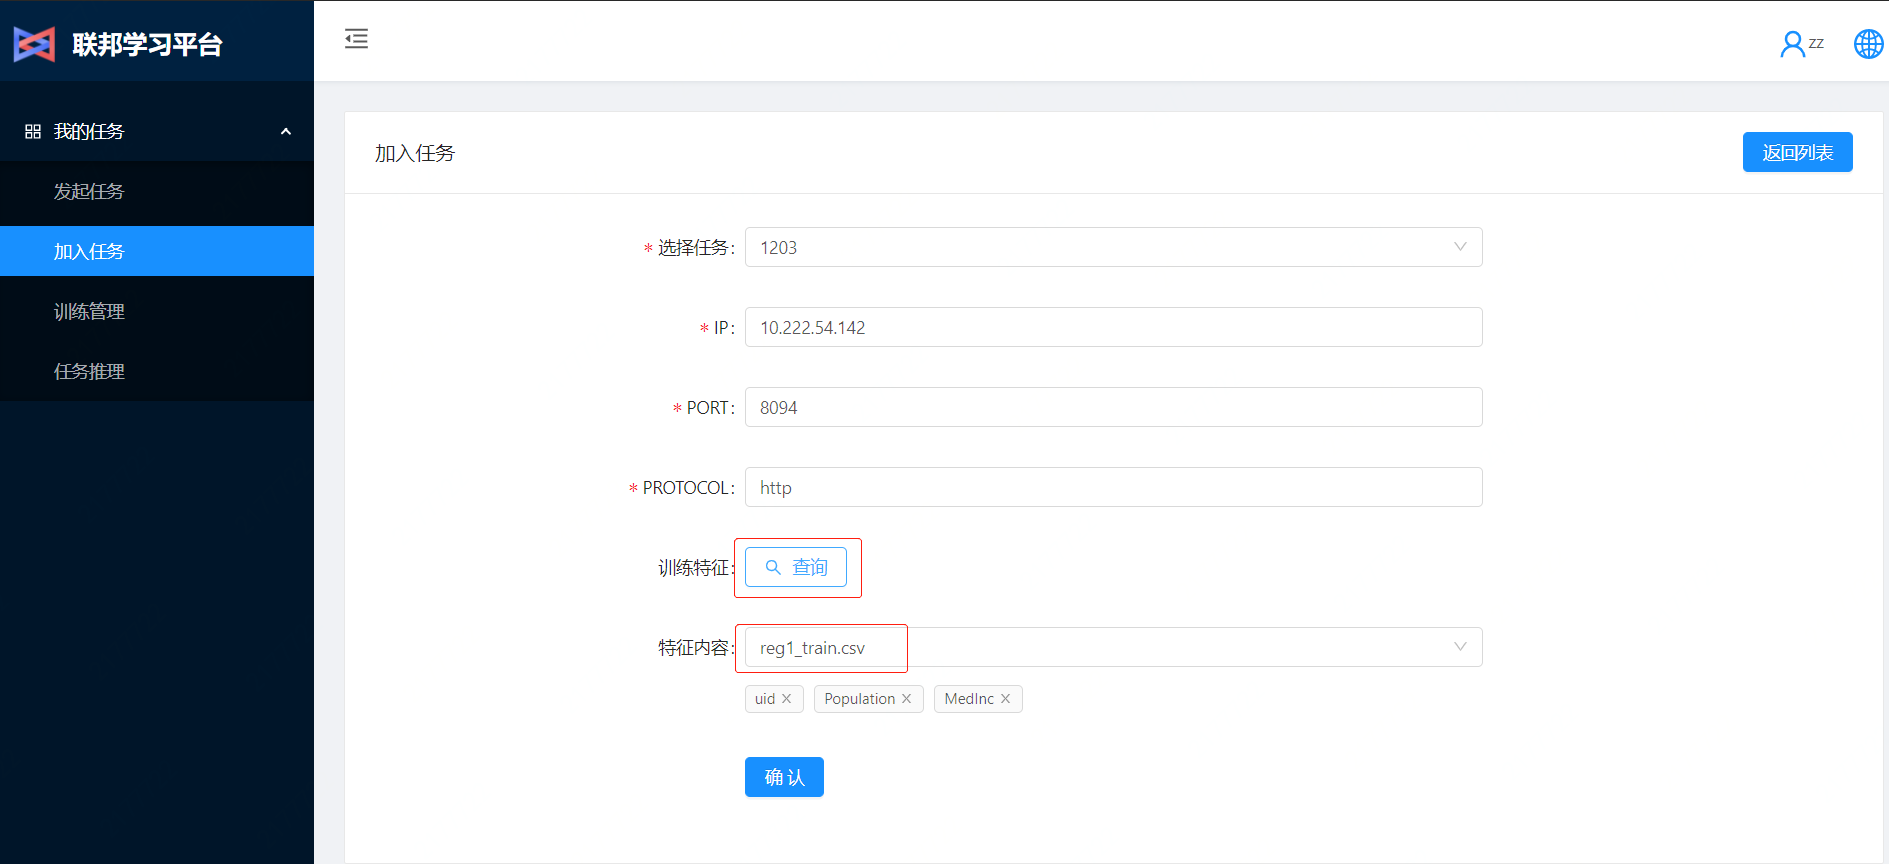 联邦学习平台
zz
我的任务
发起任务
加入任务
训练管理
任务推理
加入任务
返回列表
* 选择任务: 1203
* IP: 10.222.54.142
* PORT: 8094
* PROTOCOL: http
训练特征: 查询
特征内容: reg1_train.csv
uid Population MedInc
确认